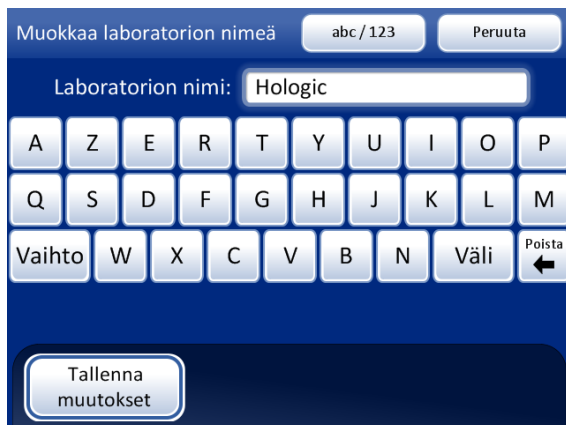 Muokkaa laboratorion nimeä abc / 123 Peruuta
Laboratorion nimi: Hologic
A Z E R T Y U I O P
Q S D F G H J K L M
Vaihto W X C V B N Väli Poista
Tallenna
muutokset